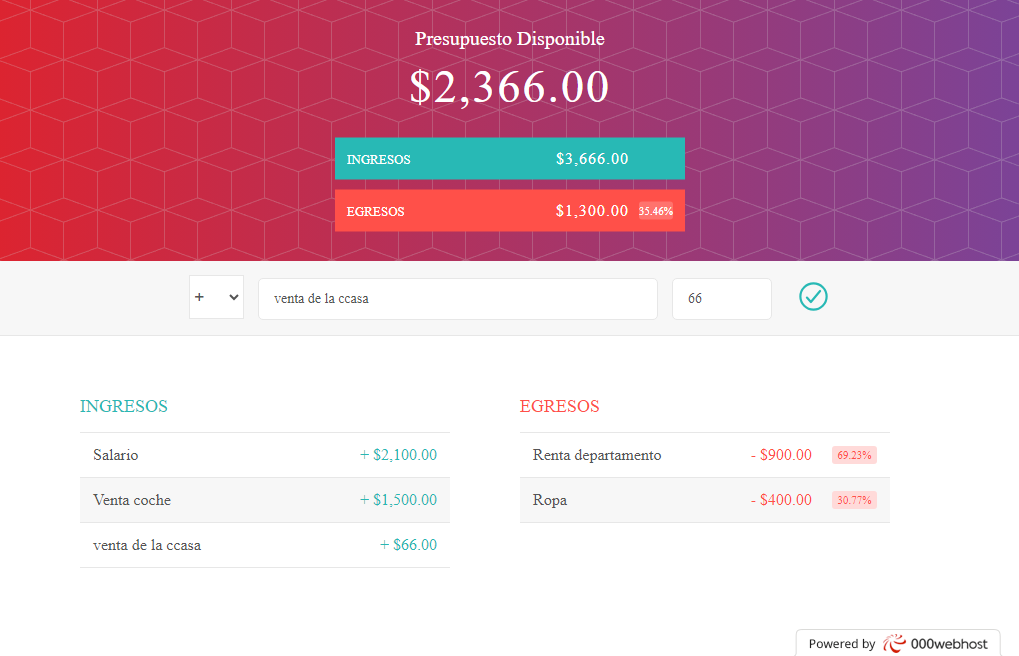 Presupuesto Disponible
$2,366.00
INGRESOS $3,666.00
EGRESOS $1,300.00 35.46%
+ venta de la ccasa 66
INGRESOS
Salario + $2,100.00
Venta coche + $1,500.00
venta de la ccasa + $66.00
EGRESOS
Renta departamento - $900.00 69.23%
Ropa - $400.00 30.77%
Powered by 000webhost